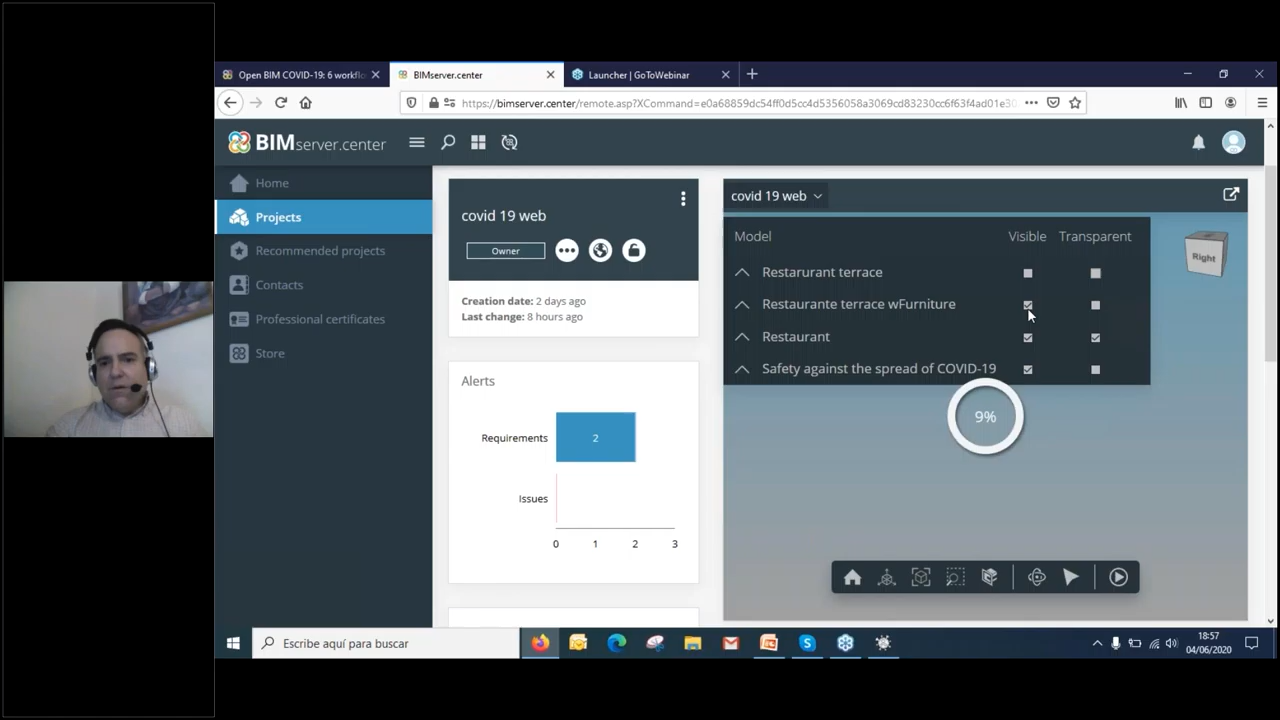 Open BIM COVID-19: 6 workflo
BIMserver.center
Launcher | GoToWebinar
https://bimserver.center/remote.asp?XCommand=e0a68859dc54ff0d5cc4d5356058a3069cd83230cc6f63f4ad01e30
BIMserver.center
Home
Projects
Recommended projects
Contacts
Professional certificates
Store
covid 19 web
Owner
Creation date: 2 days ago
Last change: 8 hours ago
Alerts
Requirements 2
Issues
0 1 2 3
covid 19 web
Model Visible Transparent
Restarurant terrace
Restaurante terrace wFurniture
Restaurant
Safety against the spread of COVID-19
Right
9%
Escribe aquí para buscar
18:57
04/06/2020